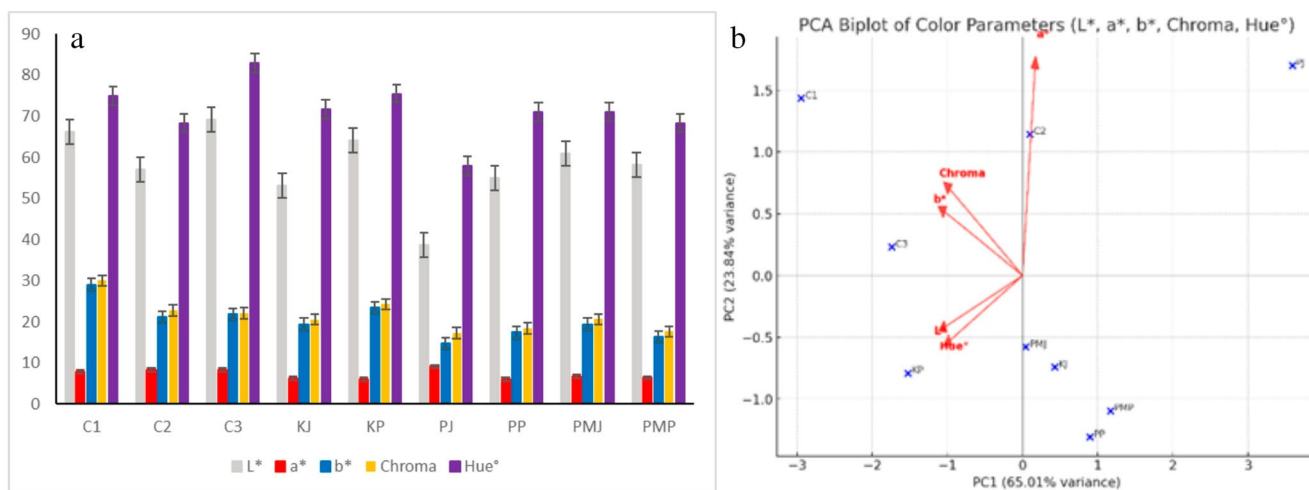 a
90
80
70
60
50
40
30
20
10
0
C1 C2 C3 KJ KP PJ PP PMJ PMP
L* a* b* Chroma Hue°
b
PCA Biplot of Color Parameters (L*, a*, b*, Chroma, Hue°)
a*
PJ
1.5
C1
C2
1.0
Chroma
b*
0.5
C3
0.0
L*
−0.5
Hue°
PMJ
KP
KJ
−1.0
PMP
PP
−3 −2 −1 0 1 2 3
PC1 (65.01% variance)
PC2 (23.84% variance)